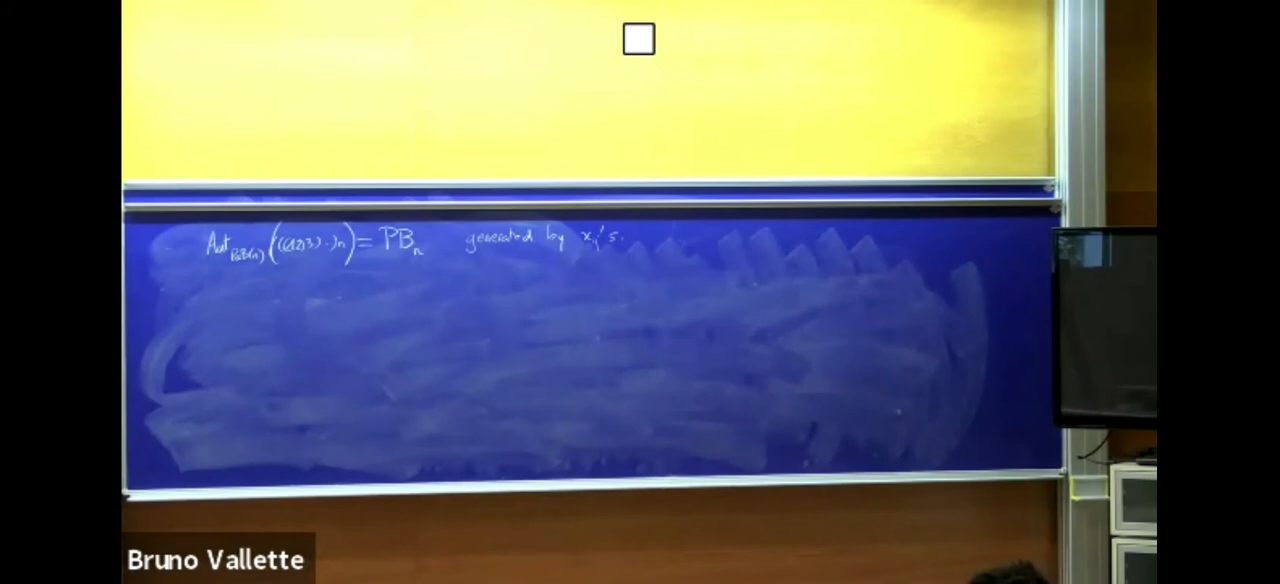 Aut_{PaB(n)}(((12)3)..)n) = PB_n generated by x_{ij}'s.
Bruno Vallette